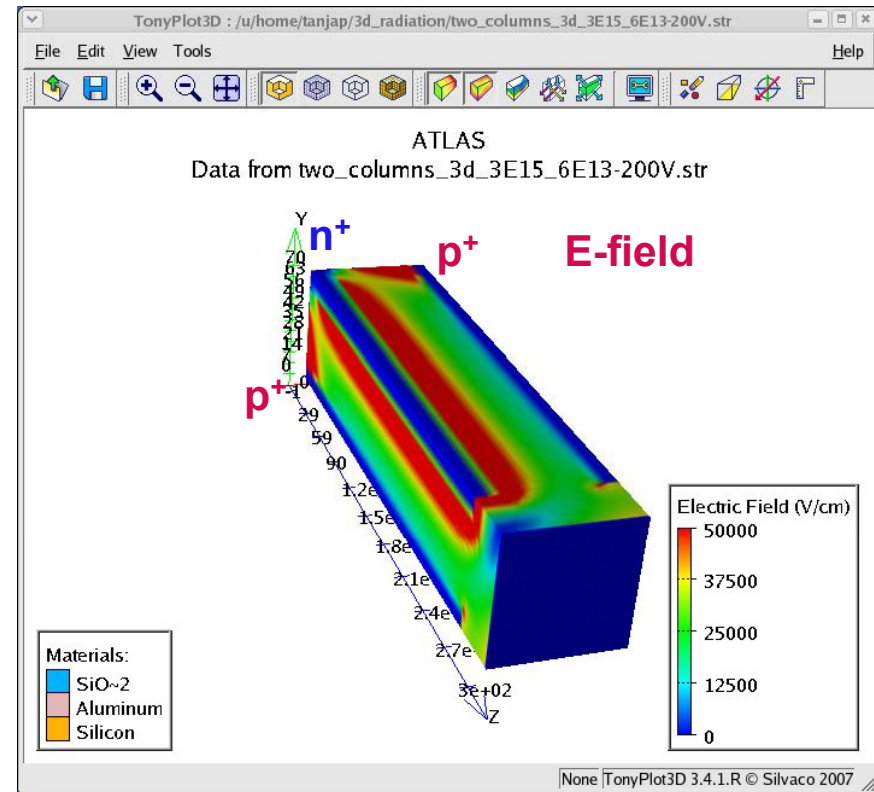 TonyPlot3D : /u/home/tanjap/3d_radiation/two_columns_3d_3E15_6E13-200V.str
File Edit View Tools Help
ATLAS
Data from two_columns_3d_3E15_6E13-200V.str
Y
n+
p+
E-field
70
63
56
49
42
35
28
21
14
7
0
p+
-1
0
29
59
90
1.2e
1.5e
1.8e
2.1e
2.4e
2.7e
3e+02
Z
Electric Field (V/cm)
50000
37500
25000
12500
0
Materials:
SiO~2
Aluminum
Silicon
None TonyPlot3D 3.4.1.R © Silvaco 2007